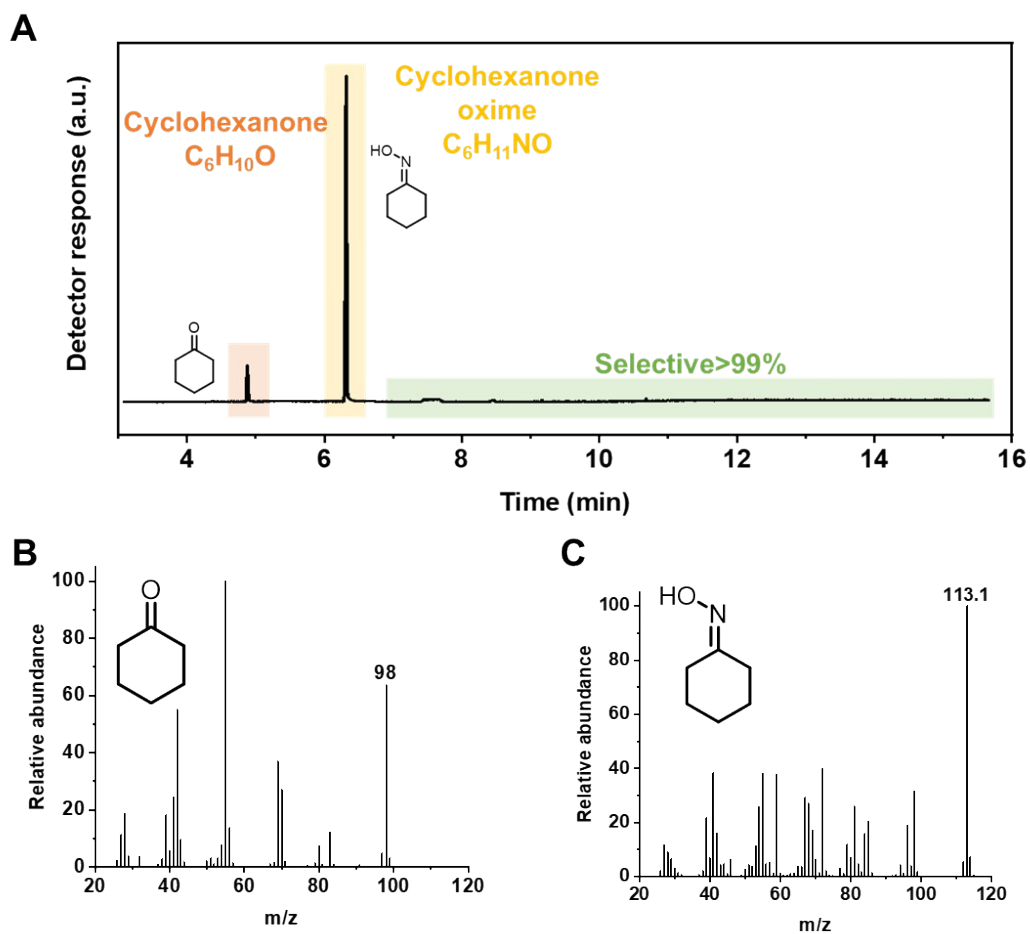 A
Detector response (a.u.)
Cyclohexanone
C₆H₁₀O
Cyclohexanone
oxime
C₆H₁₁NO
O
HO
N
Selective>99%
4 6 8 10 12 14 16
Time (min)
B
Relative abundance
100
80
60
40
20
0
O
98
20 40 60 80 100 120
m/z
C
Relative abundance
100
80
60
40
20
0
HO
N
113.1
20 40 60 80 100 120
m/z